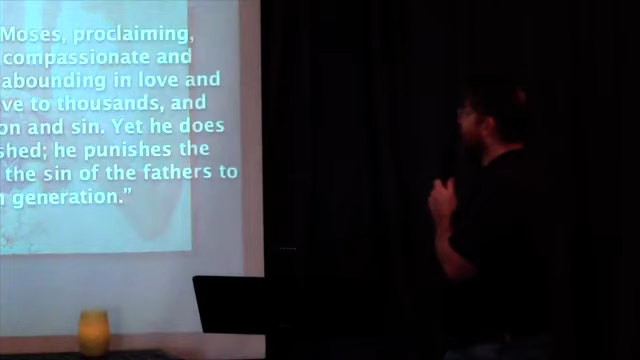 Moses, proclaiming,
compassionate and
abounding in love and
ve to thousands, and
on and sin. Yet he does
shed; he punishes the
the sin of the fathers to
generation.”